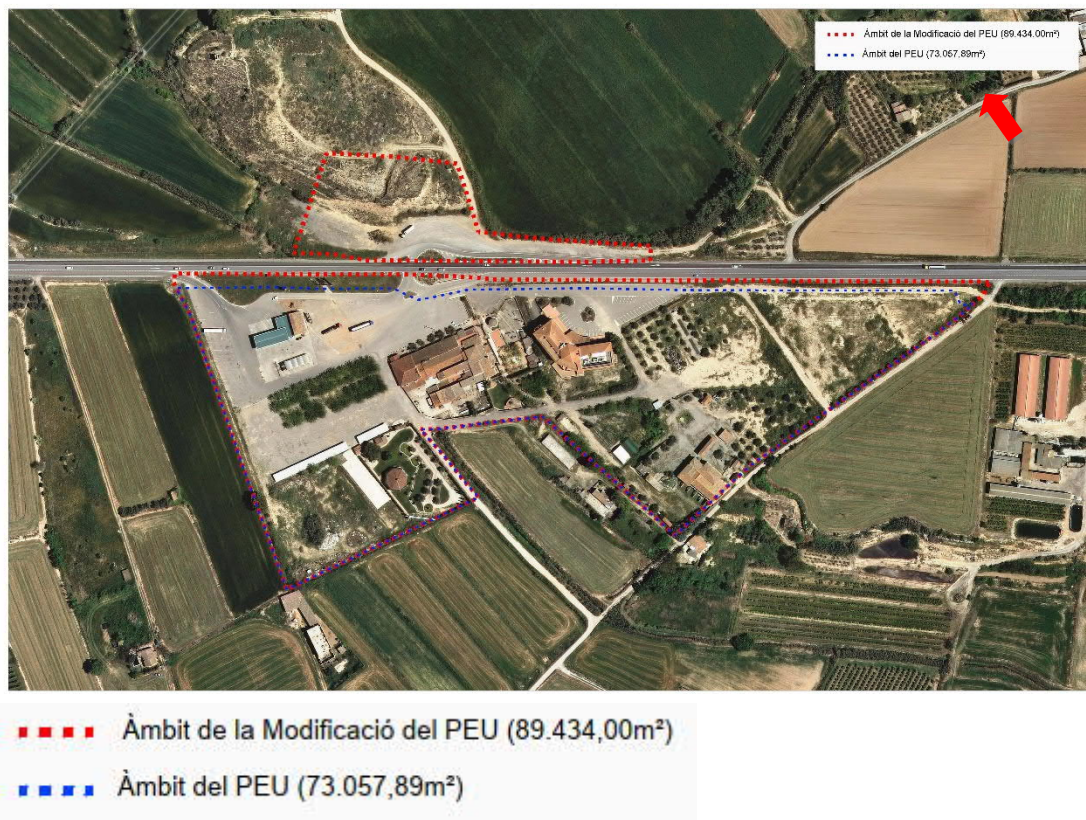 Àmbit de la Modificació del PEU (89.434,00m²)
Àmbit del PEU (73.057,89m²)
Àmbit de la Modificació del PEU (89.434,00m²)
Àmbit del PEU (73.057,89m²)